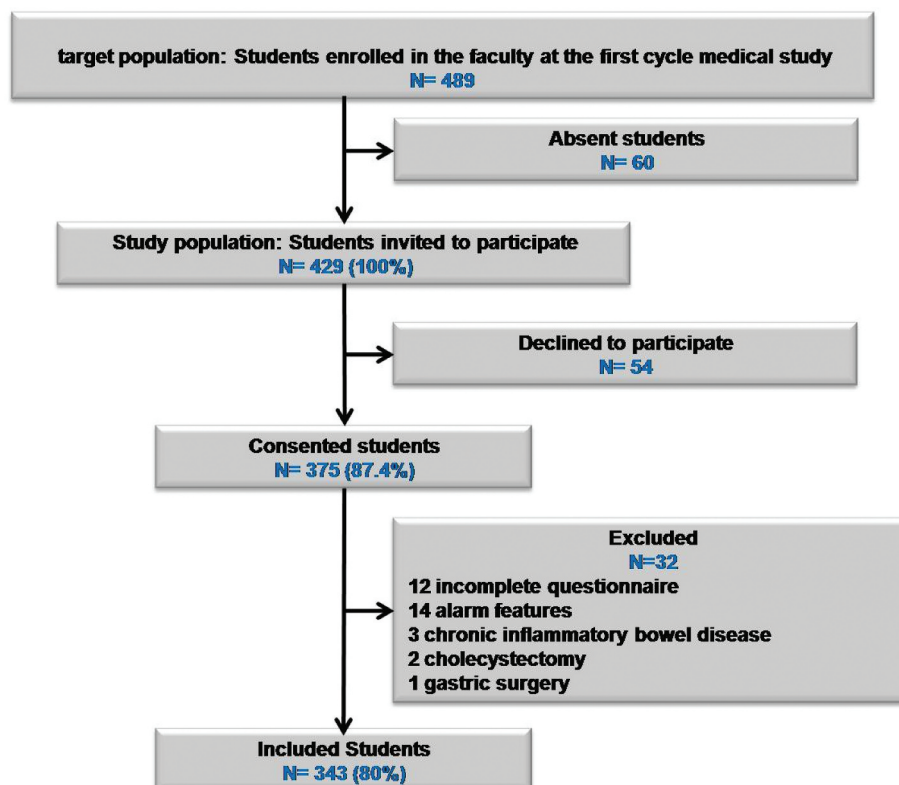 target population: Students enrolled in the faculty at the first cycle medical study
N= 489
Absent students
N= 60
Study population: Students invited to participate
N= 429 (100%)
Declined to participate
N= 54
Consented students
N= 375 (87.4%)
Excluded
N=32
12 incomplete questionnaire
14 alarm features
3 chronic inflammatory bowel disease
2 cholecystectomy
1 gastric surgery
Included Students
N= 343 (80%)